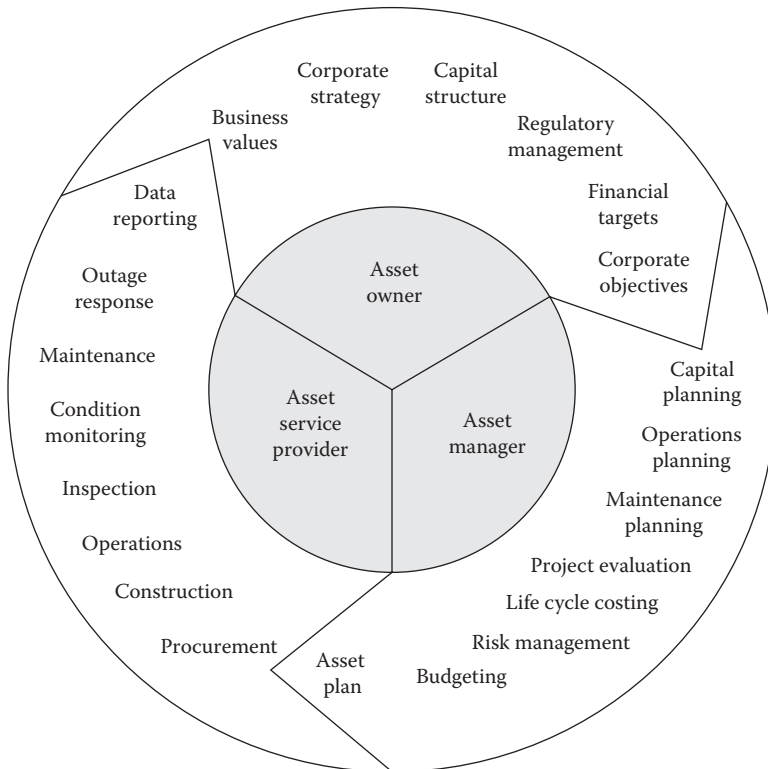 Corporate
strategy
Capital
structure
Business
values
Regulatory
management
Data
reporting
Financial
targets
Outage
response
Asset
owner
Corporate
objectives
Maintenance
Capital
planning
Condition
monitoring
Asset
service
provider
Asset
manager
Operations
planning
Inspection
Maintenance
planning
Operations
Project evaluation
Construction
Life cycle costing
Procurement
Risk management
Asset
plan
Budgeting